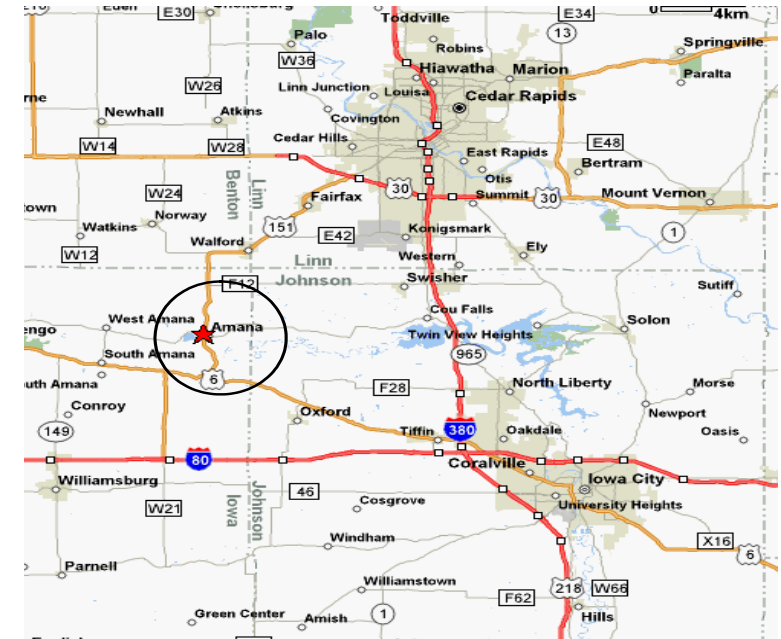 E30
Toddville
E34
0
4km
Palo
W36
Robins
13
Springville
Hiawatha
Marion
Paralta
W26
Linn Junction
Louisa
Cedar Rapids
Newhall
Atkins
Covington
W14
W28
Cedar Hills
E48
East Rapids
Bertram
Otis
Benton
Linn
W24
30
Summit
30
Mount Vernon
Norway
Fairfax
Watkins
151
E42
Konigsmark
1
W12
Walford
Western
Ely
Linn
Johnson
F12
Swisher
Sutiff
West Amana
Amana
Cou Falls
Solon
South Amana
Twin View Heights
965
6
F28
North Liberty
Morse
Conroy
Oxford
Newport
149
Tiffin
380
Oakdale
Oasis
80
Coralville
Williamsburg
Iowa City
46
W21
Iowa
Johnson
Cosgrove
University Heights
Windham
X16
6
Parnell
Williamstown
F62
218
W66
Green Center
Amish
1
Hills